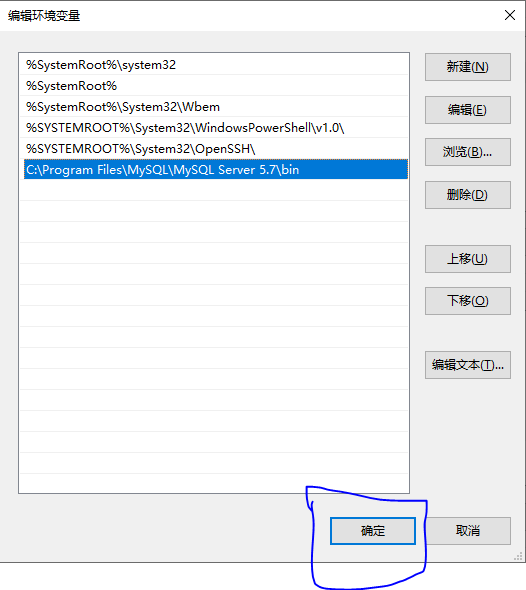 编辑环境变量
%SystemRoot%\system32
%SystemRoot%
%SystemRoot%\System32\Wbem
%SYSTEMROOT%\System32\WindowsPowerShell\v1.0\
%SYSTEMROOT%\System32\OpenSSH\
C:\Program Files\MySQL\MySQL Server 5.7\bin
新建(N)
编辑(E)
浏览(B)...
删除(D)
上移(U)
下移(O)
编辑文本(T)...
确定
取消